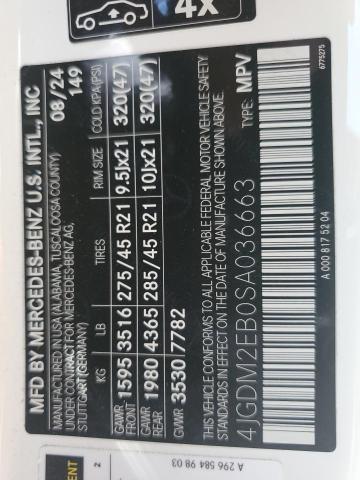 4X
MFD BY MERCEDES-BENZ U.S. INTL., INC
MANUFACTURED IN USA (ALABAMA, TUSCALOOSA COUNTY) 08/24
UNDER CONTRACT FOR MERCEDES-BENZ AG, 149
STUTTGART (GERMANY)
KG LB TIRES RIM SIZE COLD KPA(PSI)
GAWR FRONT 1595 3516 275/45 R21 9.5Jx21 320(47)
GAWR REAR 1980 4365 285/45 R21 10Jx21 320(47)
GVWR 3530 7782
THIS VEHICLE CONFORMS TO ALL APPLICABLE FEDERAL MOTOR VEHICLE SAFETY
STANDARDS IN EFFECT ON THE DATE OF MANUFACTURE SHOWN ABOVE.
4JGDM2EB0SA036663 TYPE: MPV
A 000 817 52 04
6775275
2
A 296 584 98 03